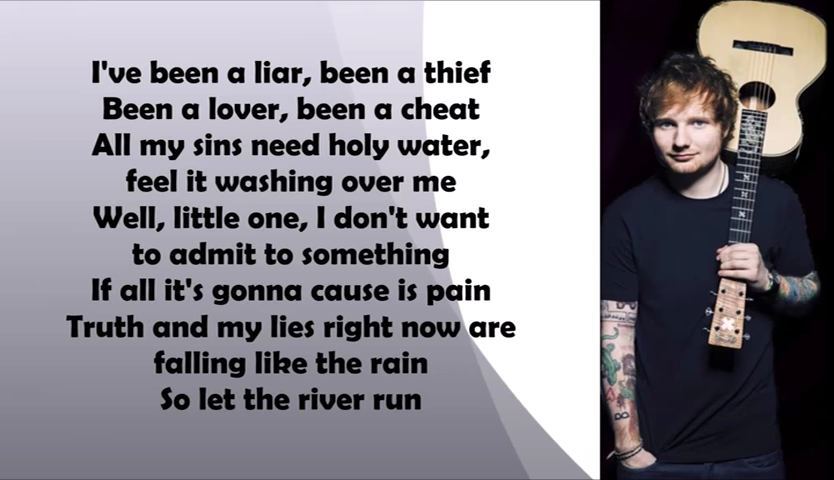 I've been a liar, been a thief
Been a lover, been a cheat
All my sins need holy water,
feel it washing over me
Well, little one, I don't want
to admit to something
If all it's gonna cause is pain
Truth and my lies right now are
falling like the rain
So let the river run